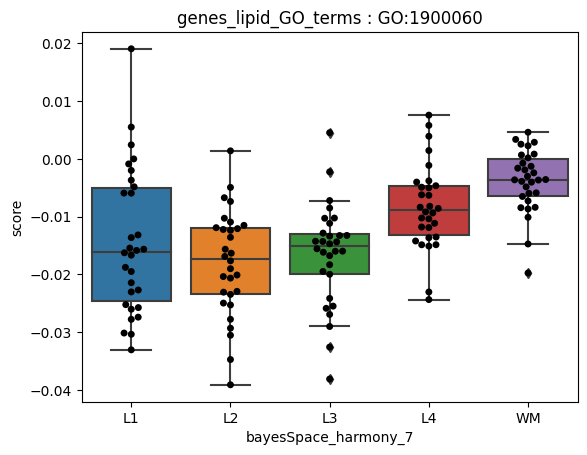 genes_lipid_GO_terms : GO:1900060
0.02
0.01
0.00
−0.01
−0.02
−0.03
−0.04
score
L1 L2 L3 L4 WM
bayesSpace_harmony_7